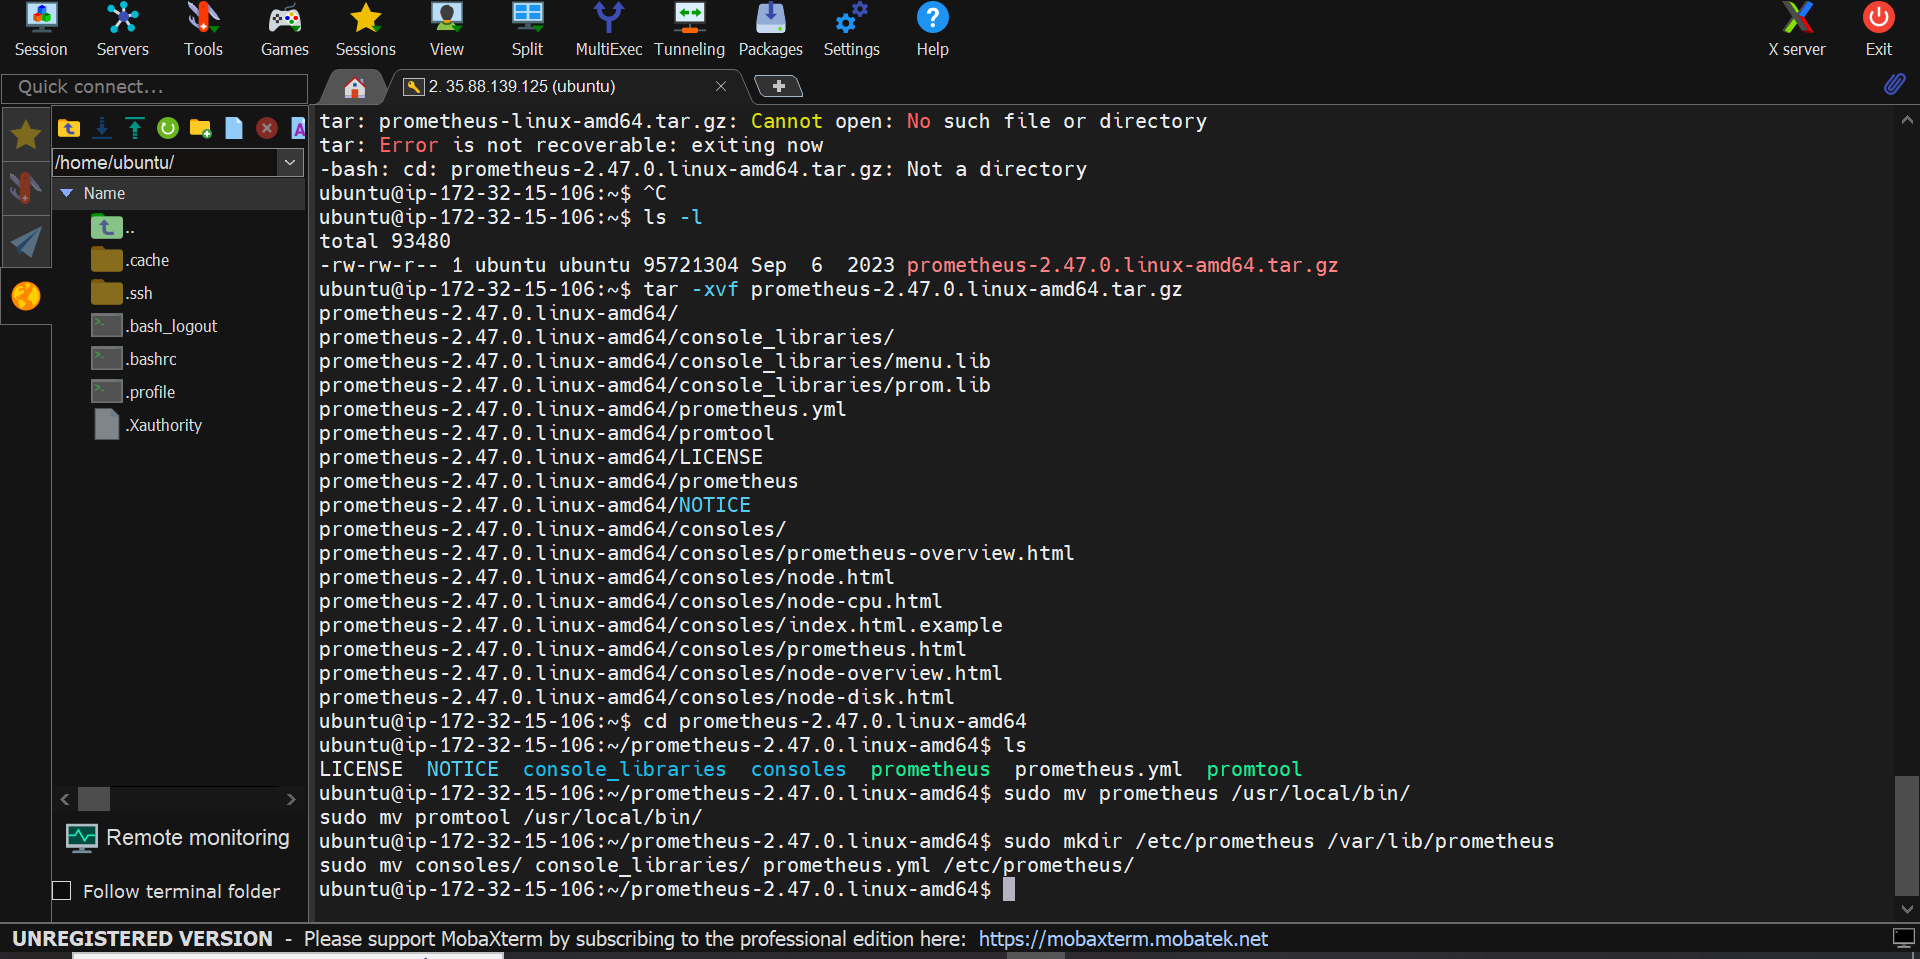 Session Servers Tools Games Sessions View Split MultiExec Tunneling Packages Settings Help X server Exit
Quick connect...
2. 35.88.139.125 (ubuntu)
/home/ubuntu/
Name
..
.cache
.ssh
.bash_logout
.bashrc
.profile
.Xauthority
Remote monitoring
Follow terminal folder
tar: prometheus-linux-amd64.tar.gz: Cannot open: No such file or directory
tar: Error is not recoverable: exiting now
-bash: cd: prometheus-2.47.0.linux-amd64.tar.gz: Not a directory
ubuntu@ip-172-32-15-106:~$ ^C
ubuntu@ip-172-32-15-106:~$ ls -l
total 93480
-rw-rw-r-- 1 ubuntu ubuntu 95721304 Sep  6  2023 prometheus-2.47.0.linux-amd64.tar.gz
ubuntu@ip-172-32-15-106:~$ tar -xvf prometheus-2.47.0.linux-amd64.tar.gz
prometheus-2.47.0.linux-amd64/
prometheus-2.47.0.linux-amd64/console_libraries/
prometheus-2.47.0.linux-amd64/console_libraries/menu.lib
prometheus-2.47.0.linux-amd64/console_libraries/prom.lib
prometheus-2.47.0.linux-amd64/prometheus.yml
prometheus-2.47.0.linux-amd64/promtool
prometheus-2.47.0.linux-amd64/LICENSE
prometheus-2.47.0.linux-amd64/prometheus
prometheus-2.47.0.linux-amd64/NOTICE
prometheus-2.47.0.linux-amd64/consoles/
prometheus-2.47.0.linux-amd64/consoles/prometheus-overview.html
prometheus-2.47.0.linux-amd64/consoles/node.html
prometheus-2.47.0.linux-amd64/consoles/node-cpu.html
prometheus-2.47.0.linux-amd64/consoles/index.html.example
prometheus-2.47.0.linux-amd64/consoles/prometheus.html
prometheus-2.47.0.linux-amd64/consoles/node-overview.html
prometheus-2.47.0.linux-amd64/consoles/node-disk.html
ubuntu@ip-172-32-15-106:~$ cd prometheus-2.47.0.linux-amd64
ubuntu@ip-172-32-15-106:~/prometheus-2.47.0.linux-amd64$ ls
LICENSE  NOTICE  console_libraries  consoles  prometheus  prometheus.yml  promtool
ubuntu@ip-172-32-15-106:~/prometheus-2.47.0.linux-amd64$ sudo mv prometheus /usr/local/bin/
sudo mv promtool /usr/local/bin/
ubuntu@ip-172-32-15-106:~/prometheus-2.47.0.linux-amd64$ sudo mkdir /etc/prometheus /var/lib/prometheus
sudo mv consoles/ console_libraries/ prometheus.yml /etc/prometheus/
ubuntu@ip-172-32-15-106:~/prometheus-2.47.0.linux-amd64$
UNREGISTERED VERSION - Please support MobaXterm by subscribing to the professional edition here: https://mobaxterm.mobatek.net